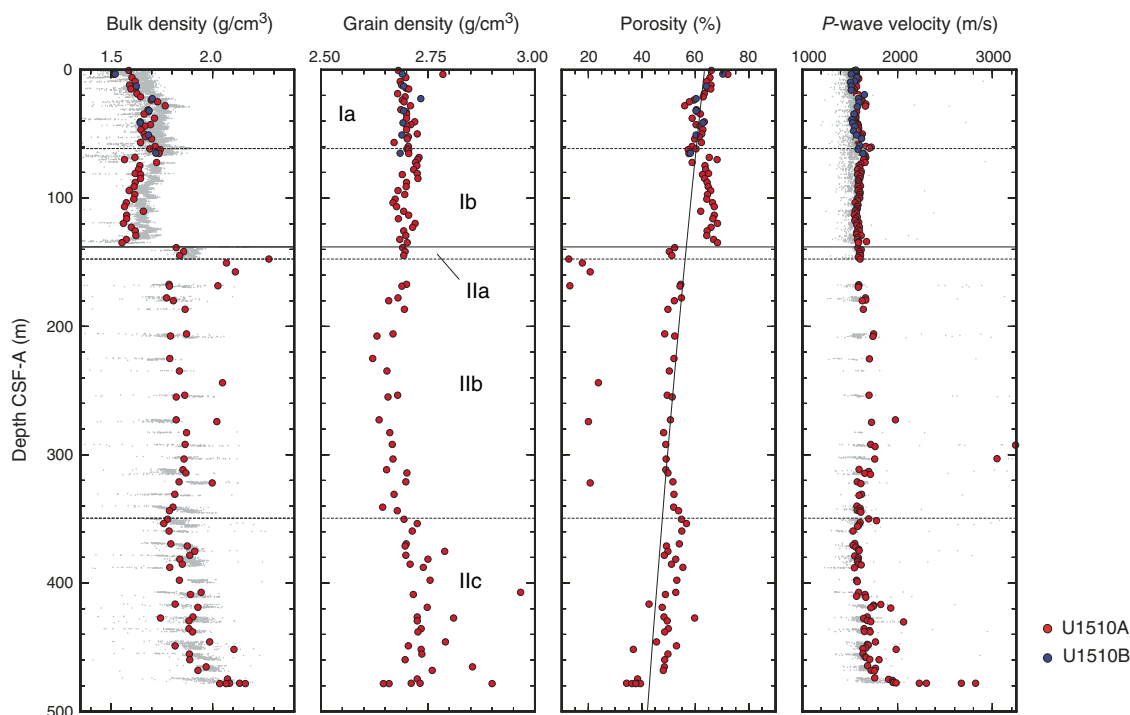 Bulk density (g/cm3)
Grain density (g/cm3)
Porosity (%)
P-wave velocity (m/s)
1.5 2.0
2.50 2.75 3.00
20 40 60 80
1000 2000 3000
0
100
200
300
400
500
Depth CSF-A (m)
Ia
Ib
IIa
IIb
IIc
U1510A
U1510B